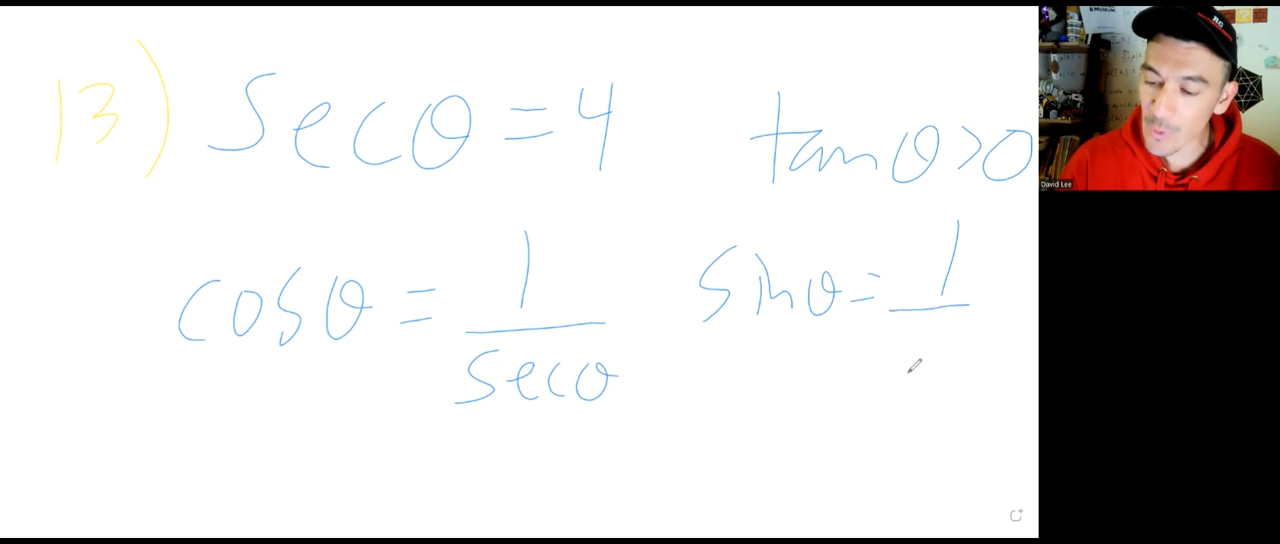 13) secθ = 4 tanθ > 0
cosθ = 1/secθ sinθ = 1/
David Lee